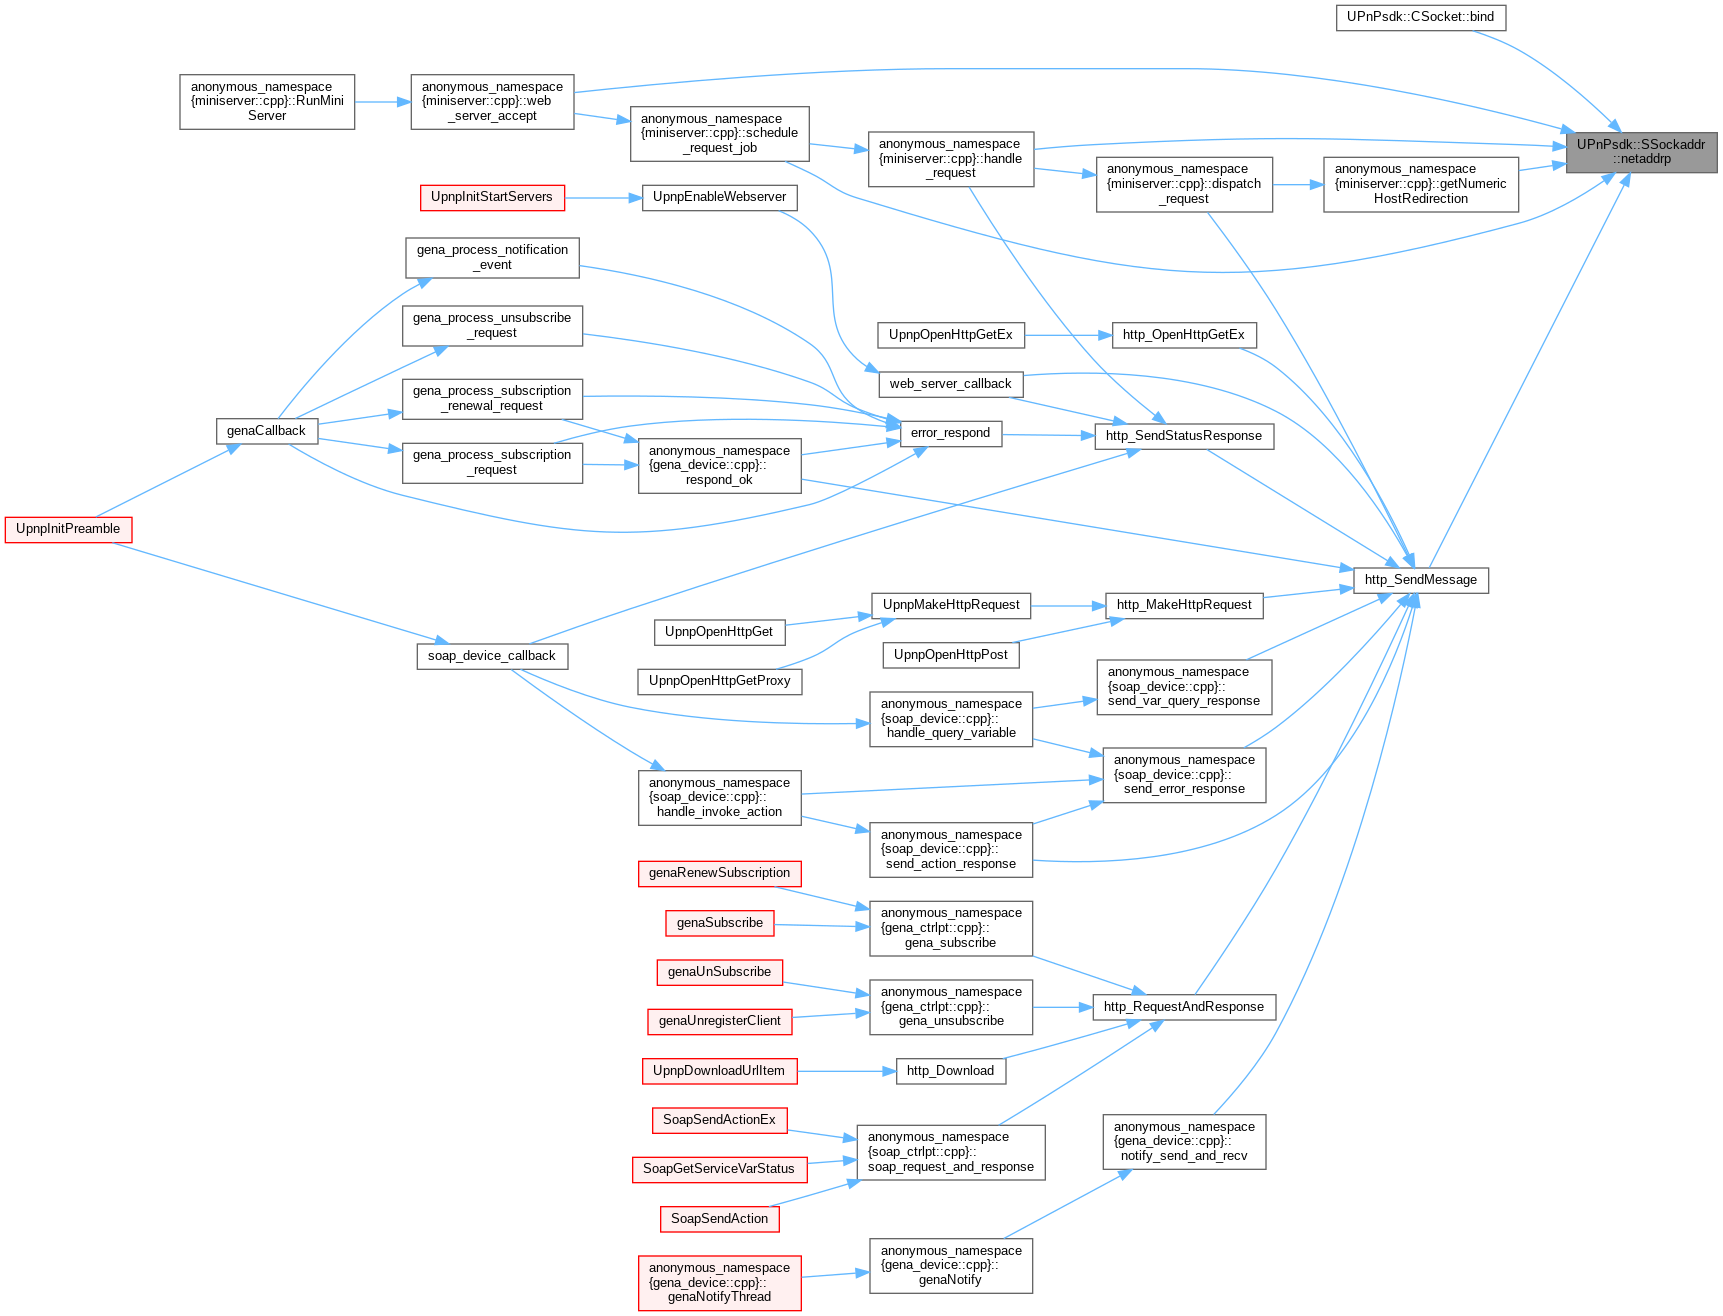 UPnPsdk::CSocket::bind
anonymous_namespace
{miniserver::cpp}::RunMini
Server
anonymous_namespace
{miniserver::cpp}::web
_server_accept
anonymous_namespace
{miniserver::cpp}::schedule
_request_job
anonymous_namespace
{miniserver::cpp}::handle
_request
anonymous_namespace
{miniserver::cpp}::dispatch
_request
anonymous_namespace
{miniserver::cpp}::getNumeric
HostRedirection
UPnPsdk::SSockaddr
::netaddrp
UpnpInitStartServers
UpnpEnableWebserver
gena_process_notification
_event
gena_process_unsubscribe
_request
UpnpOpenHttpGetEx
http_OpenHttpGetEx
web_server_callback
gena_process_subscription
_renewal_request
genaCallback
error_respond
http_SendStatusResponse
gena_process_subscription
_request
anonymous_namespace
{gena_device::cpp}::
respond_ok
UpnpInitPreamble
http_SendMessage
UpnpMakeHttpRequest
http_MakeHttpRequest
UpnpOpenHttpGet
UpnpOpenHttpPost
soap_device_callback
UpnpOpenHttpGetProxy
anonymous_namespace
{soap_device::cpp}::
send_var_query_response
anonymous_namespace
{soap_device::cpp}::
handle_query_variable
anonymous_namespace
{soap_device::cpp}::
send_error_response
anonymous_namespace
{soap_device::cpp}::
handle_invoke_action
anonymous_namespace
{soap_device::cpp}::
send_action_response
genaRenewSubscription
genaSubscribe
anonymous_namespace
{gena_ctrlpt::cpp}::
gena_subscribe
genaUnSubscribe
genaUnregisterClient
anonymous_namespace
{gena_ctrlpt::cpp}::
gena_unsubscribe
http_RequestAndResponse
UpnpDownloadUrlItem
http_Download
SoapSendActionEx
SoapGetServiceVarStatus
SoapSendAction
anonymous_namespace
{soap_ctrlpt::cpp}::
soap_request_and_response
anonymous_namespace
{gena_device::cpp}::
notify_send_and_recv
anonymous_namespace
{gena_device::cpp}::
genaNotify
anonymous_namespace
{gena_device::cpp}::
genaNotifyThread